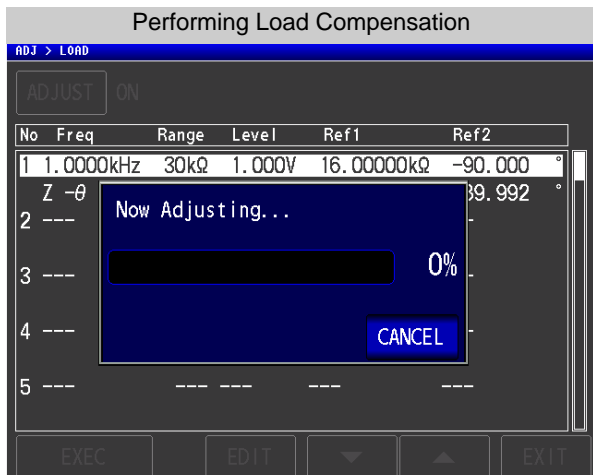 Performing Load Compensation
ADJ > LOAD
ADJUST ON
No Freq Range Level Ref1 Ref2
1 1.0000kHz 30kΩ 1.000V 16.00000kΩ -90.000 °
Z -θ 39.992 °
Now Adjusting...
2 --- -
0%
3 --- -
4 --- -
CANCEL
5 --- --- --- --- ---
EXEC EDIT ▼ ▲ EXIT